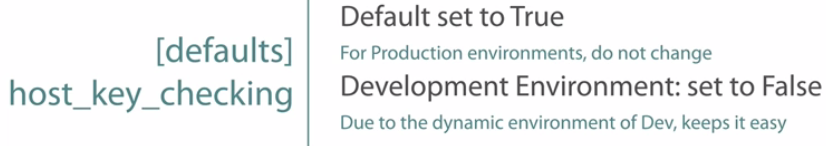 [defaults]
host_key_checking
Default set to True
For Production environments, do not change
Development Environment: set to False
Due to the dynamic environment of Dev, keeps it easy